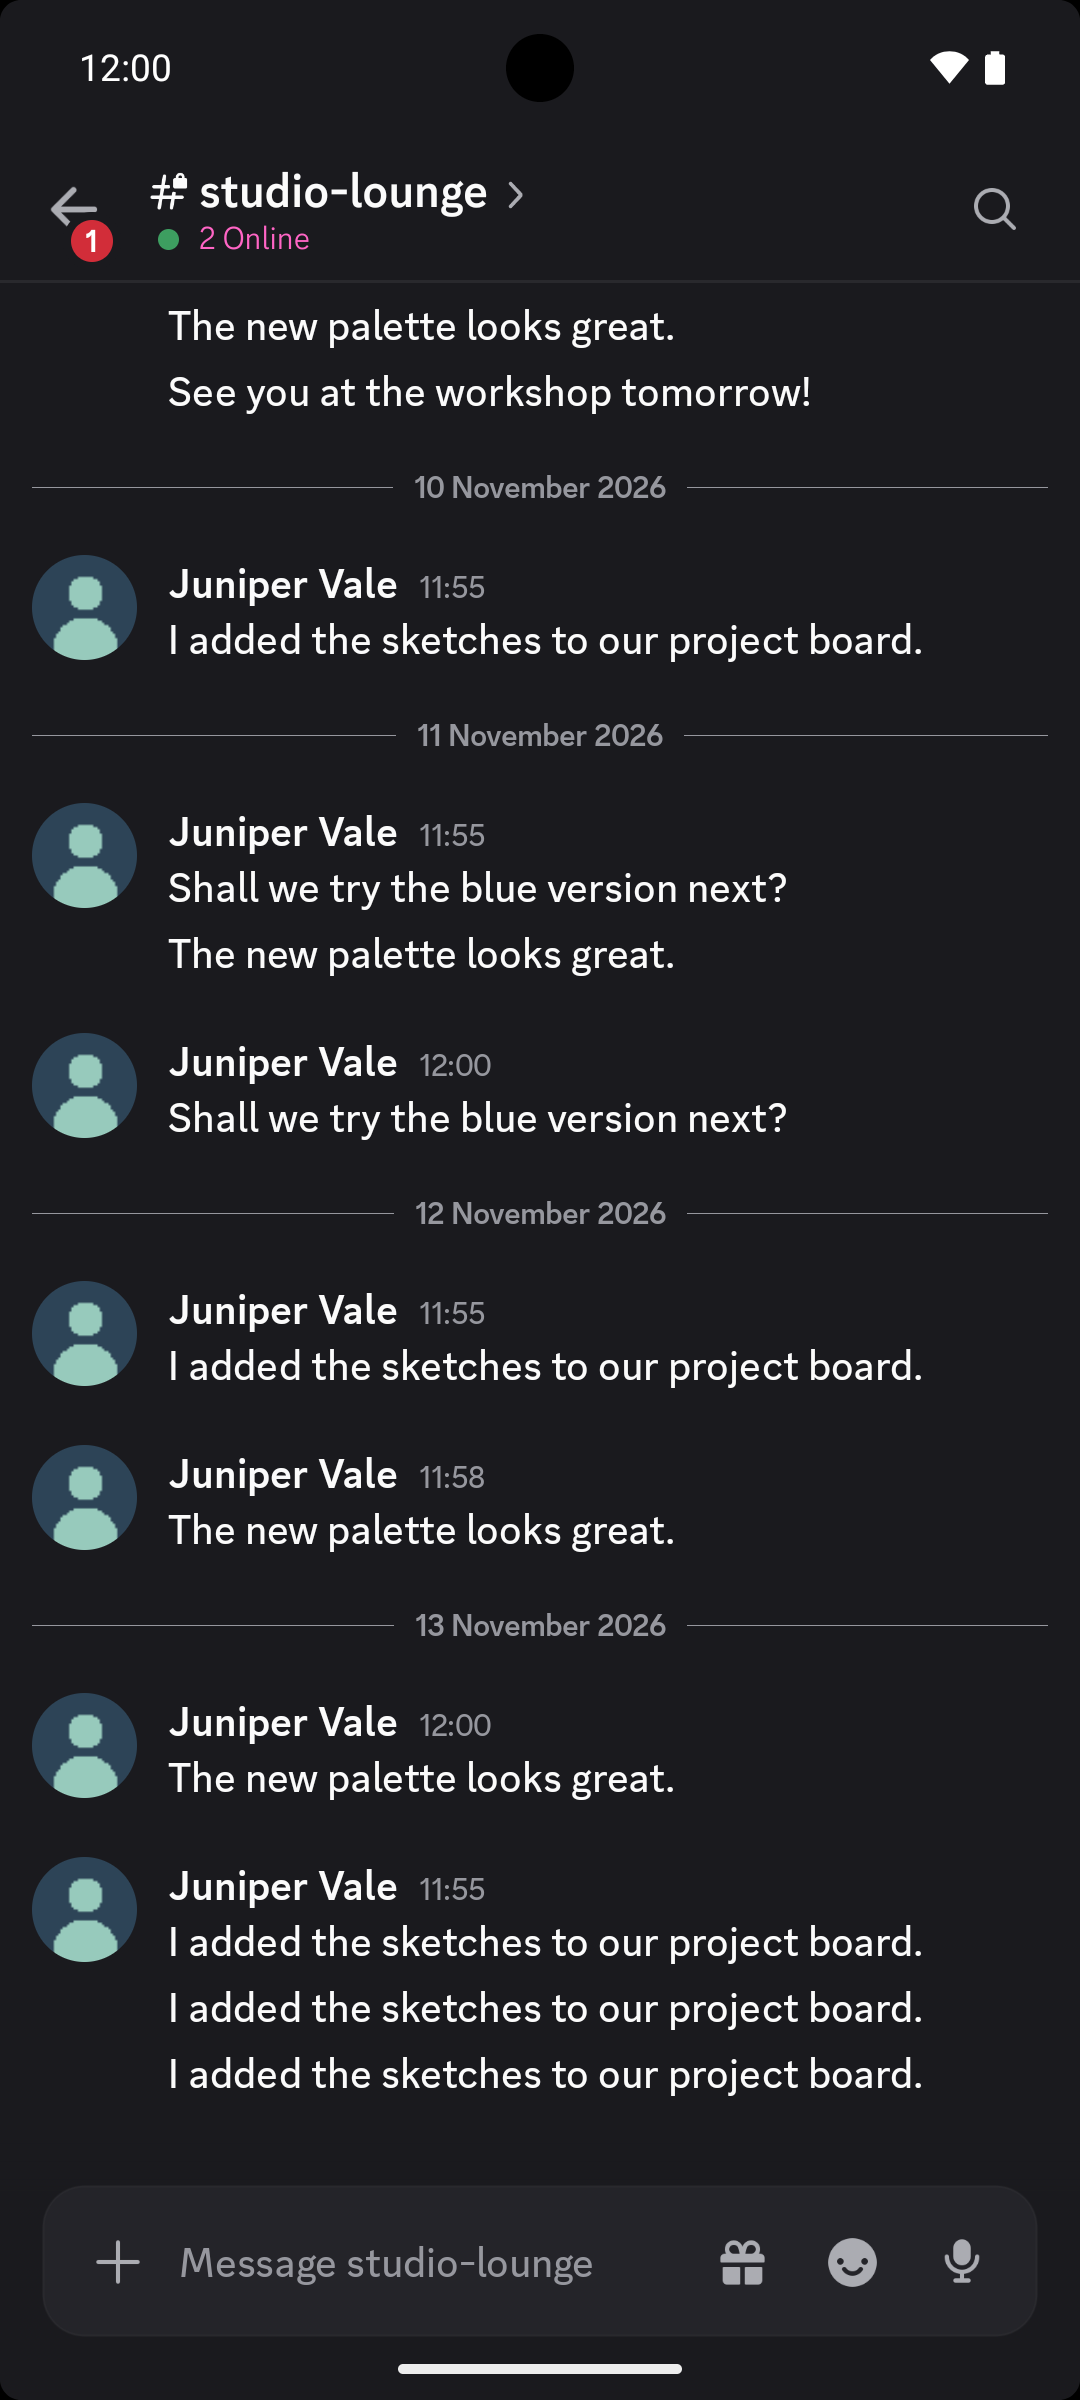 12:00
studio-lounge
1
2 Online
The new palette looks great.
See you at the workshop tomorrow!
10 November 2026
Juniper Vale 11:55
I added the sketches to our project board.
11 November 2026
Juniper Vale 11:55
Shall we try the blue version next?
The new palette looks great.
Juniper Vale 12:00
Shall we try the blue version next?
12 November 2026
Juniper Vale 11:55
I added the sketches to our project board.
Juniper Vale 11:58
The new palette looks great.
13 November 2026
Juniper Vale 12:00
The new palette looks great.
Juniper Vale 11:55
I added the sketches to our project board.
I added the sketches to our project board.
I added the sketches to our project board.
Message studio-lounge